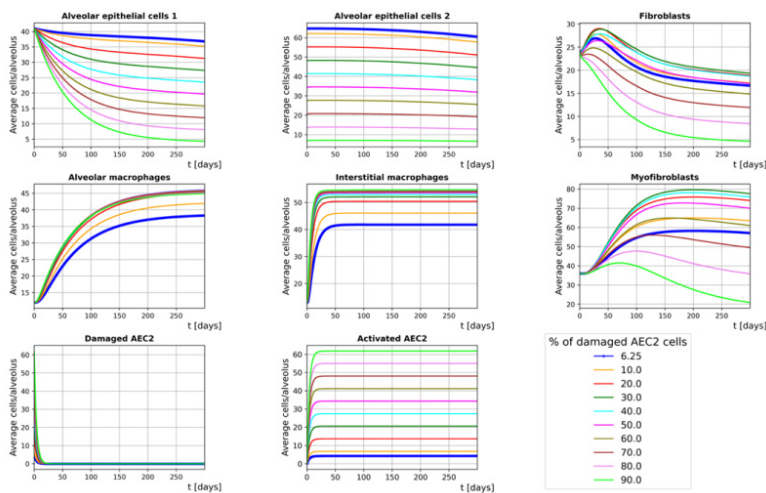 Alveolar epithelial cells 1
Average cells/alveolus
40
35
30
25
20
15
10
5
0 50 100 150 200 250
t [days]
Alveolar epithelial cells 2
Average cells/alveolus
60
50
40
30
20
10
0 50 100 150 200 250
t [days]
Fibroblasts
Average cells/alveolus
30
25
20
15
10
5
0 50 100 150 200 250
t [days]
Alveolar macrophages
Average cells/alveolus
45
40
35
30
25
20
15
0 50 100 150 200 250
t [days]
Interstitial macrophages
Average cells/alveolus
50
40
30
20
0 50 100 150 200 250
t [days]
Myofibroblasts
Average cells/alveolus
80
70
60
50
40
30
20
0 50 100 150 200 250
t [days]
Damaged AEC2
Average cells/alveolus
60
50
40
30
20
10
0
0 50 100 150 200 250
t [days]
Activated AEC2
Average cells/alveolus
60
50
40
30
20
10
0
0 50 100 150 200 250
t [days]
% of damaged AEC2 cells
6.25
10.0
20.0
30.0
40.0
50.0
60.0
70.0
80.0
90.0